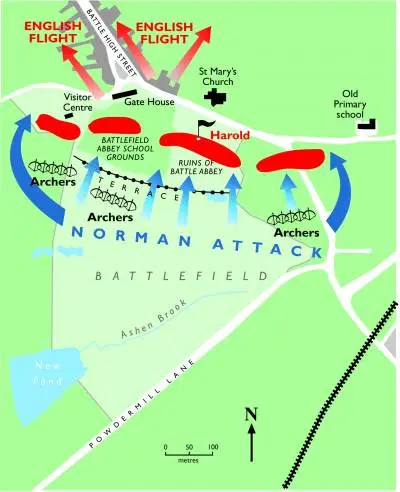 ENGLISH
FLIGHT
BATTLE HIGH STREET
ENGLISH
FLIGHT
St Mary's
Church
Visitor
Centre
Gate House
Old
Primary
school
BATTLEFIELD
ABBEY SCHOOL
GROUNDS
Harold
RUINS OF
BATTLE ABBEY
Archers
TERRACE
Archers
Archers
NORMAN ATTACK
BATTLEFIELD
Ashen Brook
New
Pond
POWDERMILL LANE
N
0 50 100
metres